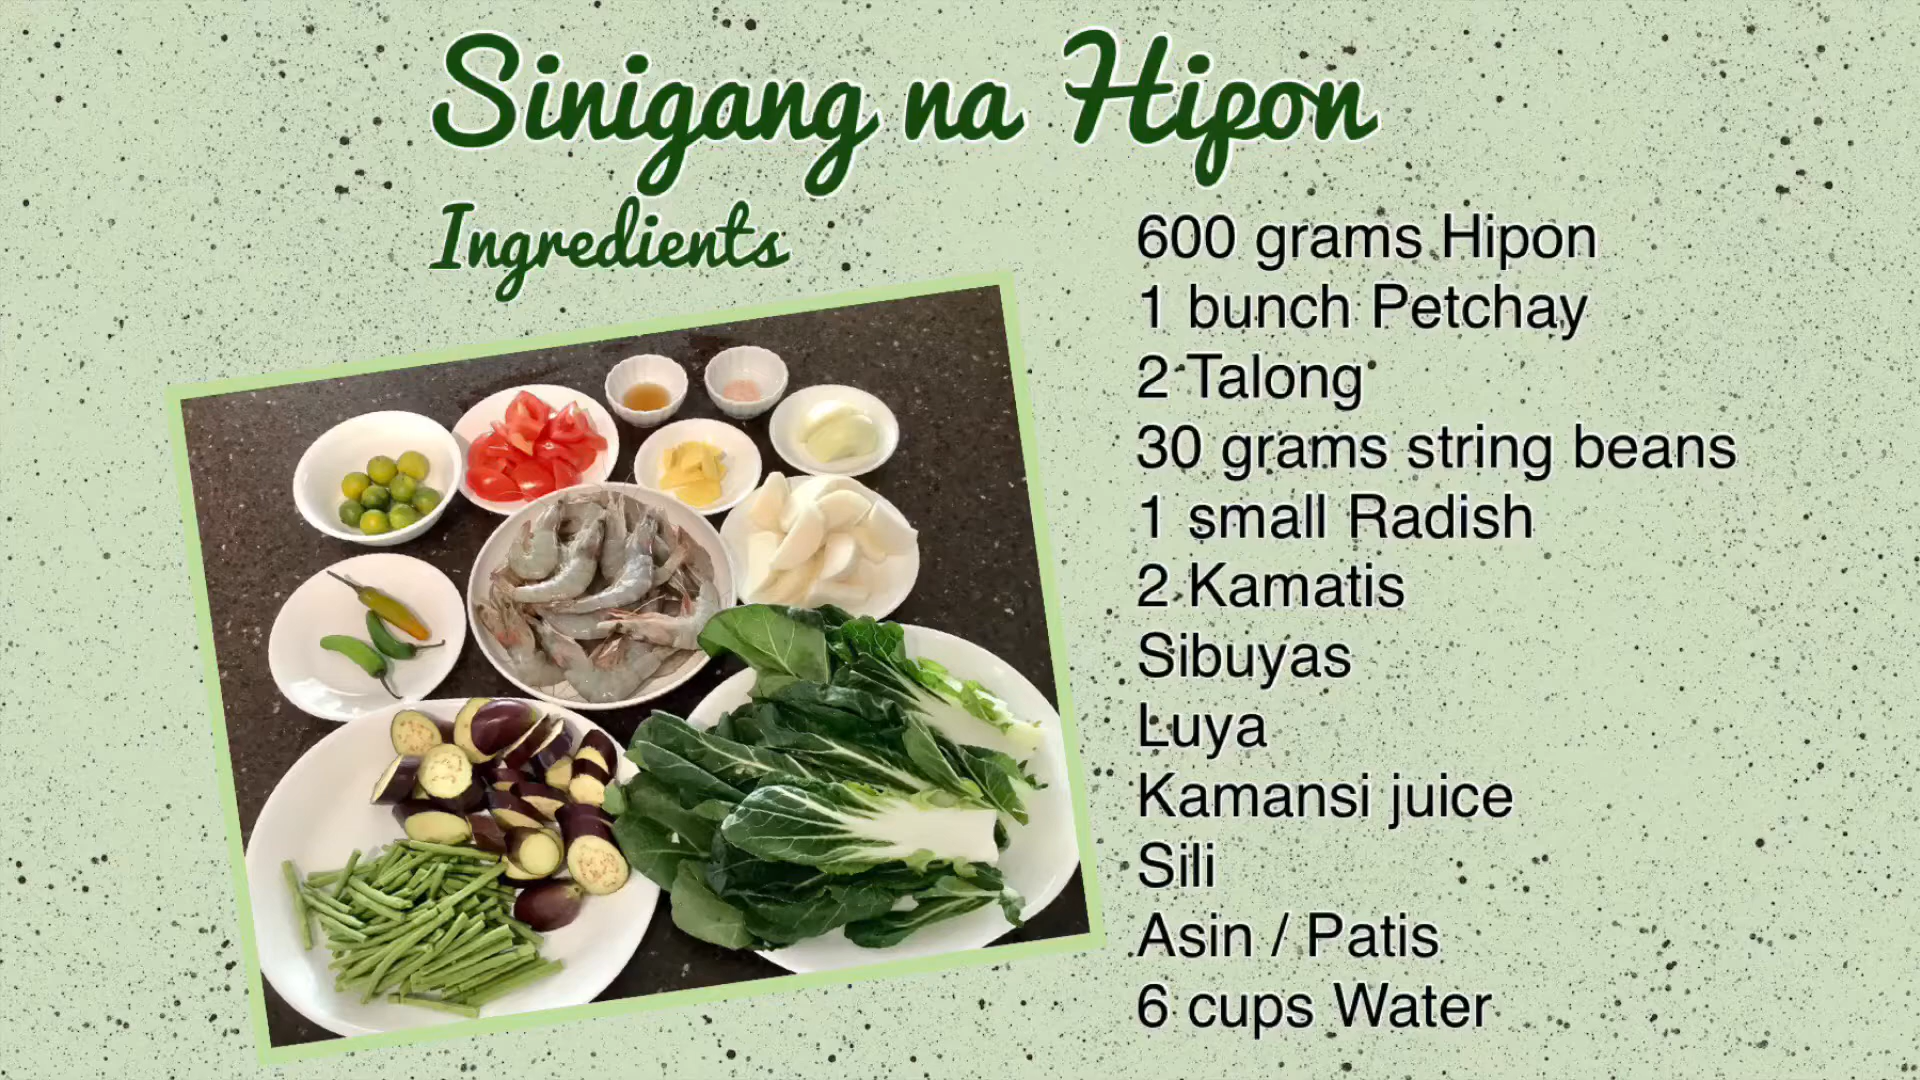 Sinigang na Hipon
Ingredients
600 grams Hipon
1 bunch Petchay
2 Talong
30 grams string beans
1 small Radish
2 Kamatis
Sibuyas
Luya
Kamansi juice
Sili
Asin / Patis
6 cups Water